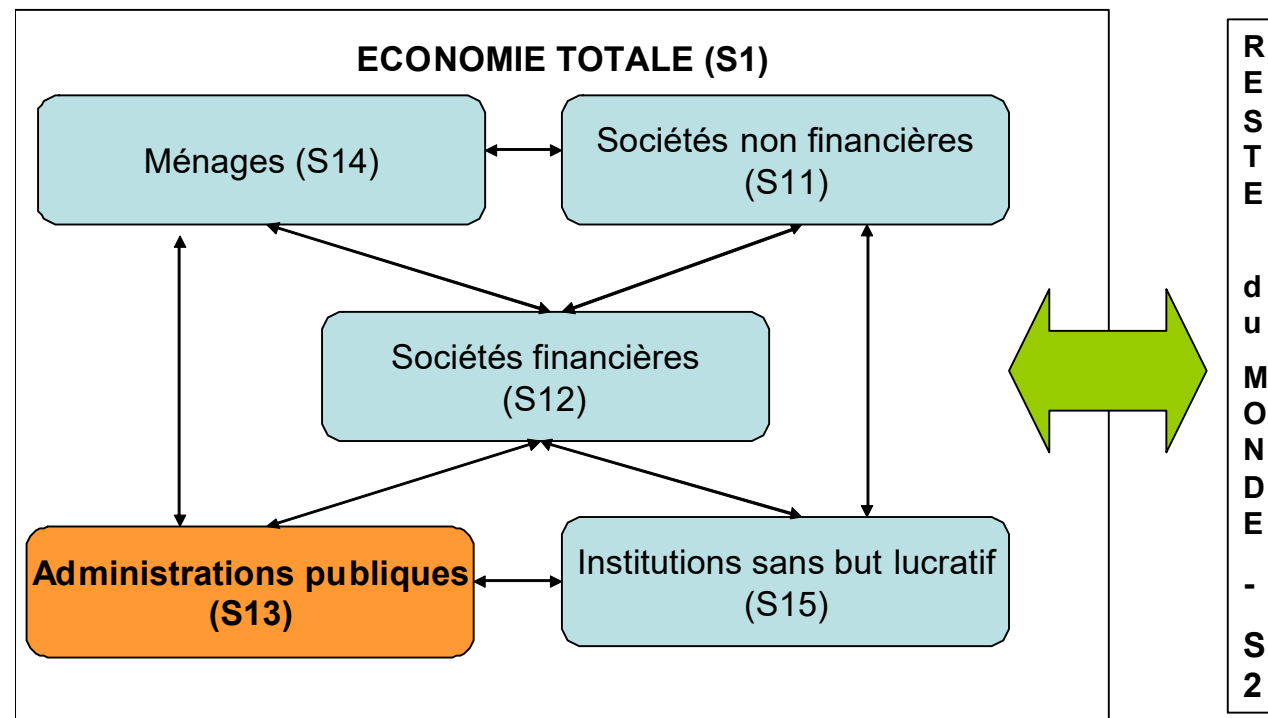 ECONOMIE TOTALE (S1)
Ménages (S14)
Sociétés non financières
(S11)
Sociétés financières
(S12)
Administrations publiques
(S13)
Institutions sans but lucratif
(S15)
R
E
S
T
E
d
u
M
O
N
D
E
-
S
2